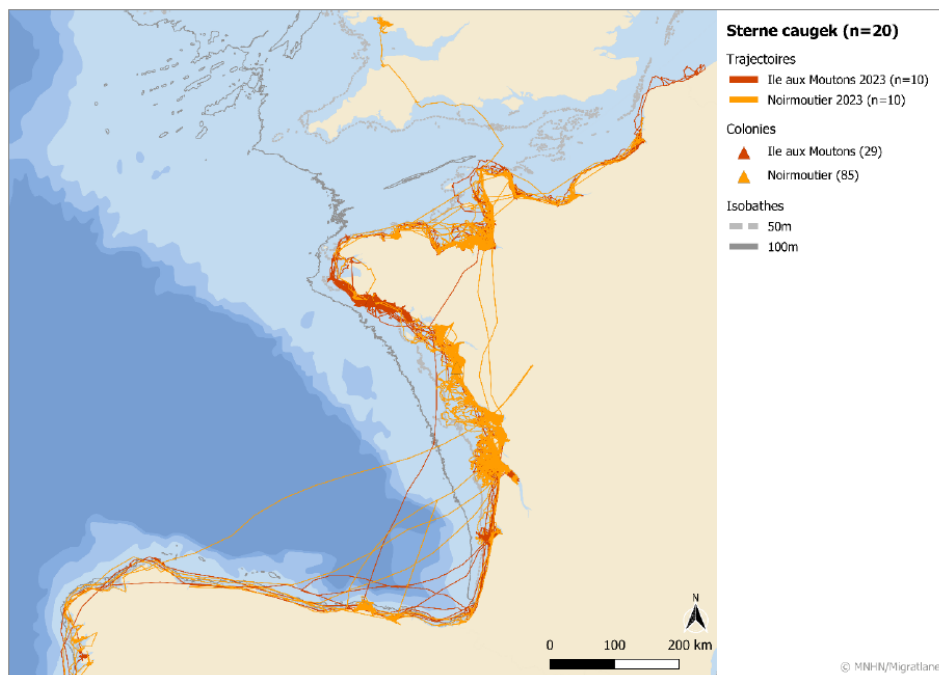 Sterne caugek (n=20)
Trajectoires
Ile aux Moutons 2023 (n=10)
Noirmoutier 2023 (n=10)
Colonies
Ile aux Moutons (29)
Noirmoutier (85)
Isobathes
50m
100m
N
0 100 200 km
© MNHN/Migratlane